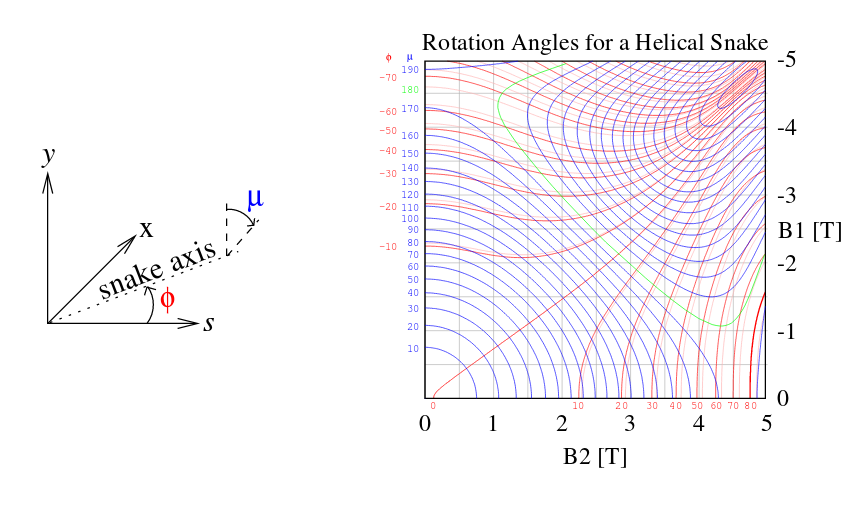 y
x
snake axis
μ
ϕ
s
Rotation Angles for a Helical Snake
ϕ μ
190
-70
180
170
-60
160
-50
150
-40
140
-30
130
120
-20
110
100
90
-10
80
70
60
50
40
30
20
10
-5
-4
-3
B1 [T]
-2
-1
0
0 10 20 30 40 50 60 70 80
0 1 2 3 4 5
B2 [T]